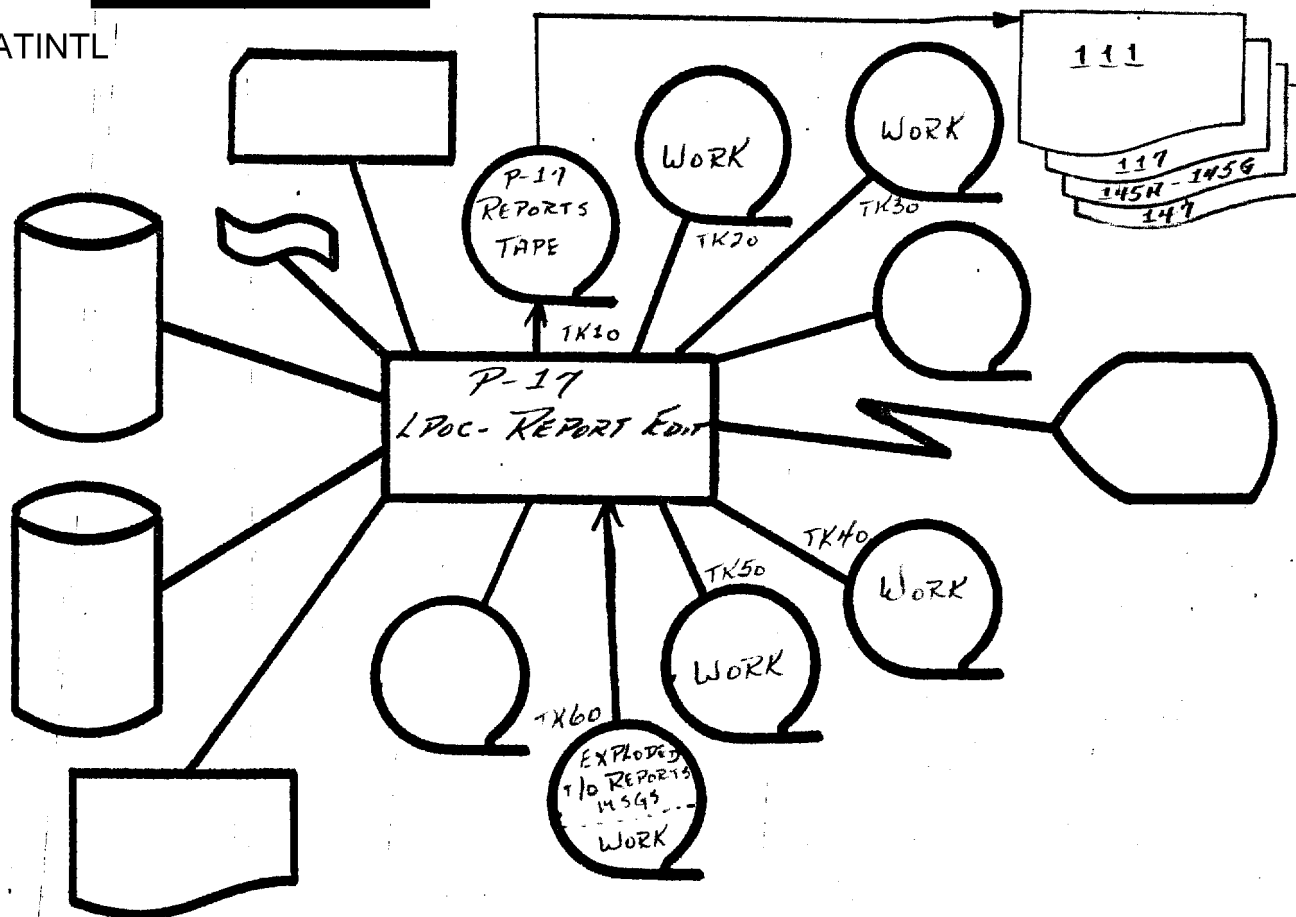 ATINTL
111
117
145H - 145G
147
P-17
REPORTS
TAPE
TK10
WORK
TK20
WORK
TK30
P-17
LPOC- REPORT EDIT
TK40
WORK
TK50
WORK
TK60
EXPLODED
T/O REPORTS
MSGS
WORK